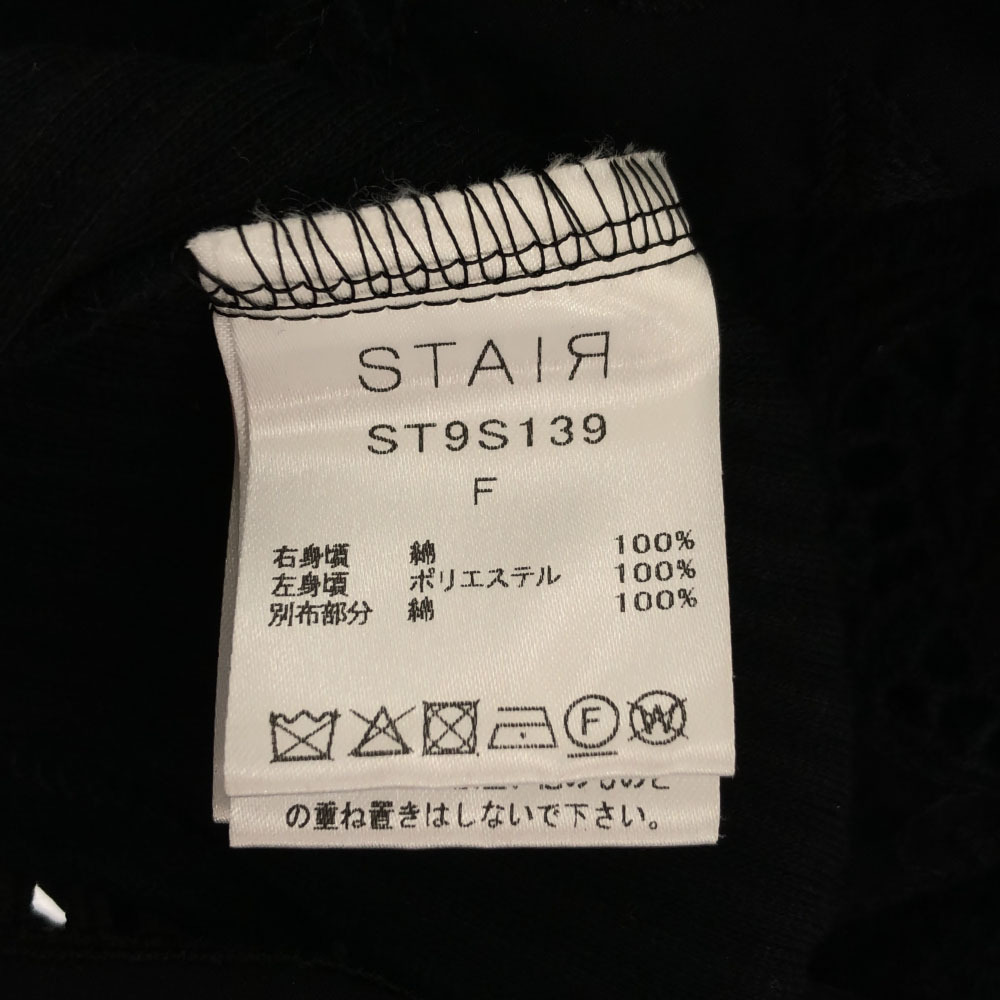 STAIЯ
ST9S139
F
右身頃 綿 100%
左身頃 ポリエステル 100%
別布部分 綿 100%
F W
の重ね置きはしないで下さい。